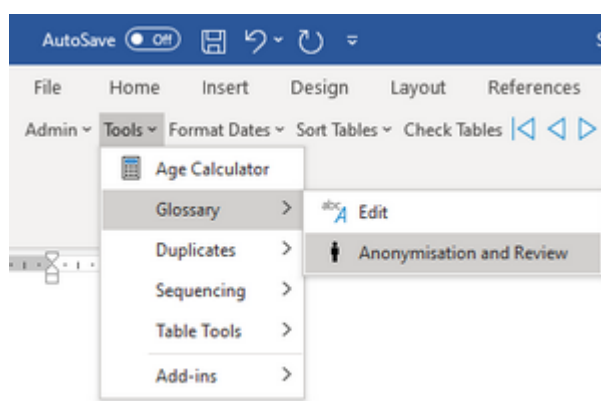 AutoSave Off S
File Home Insert Design Layout References
Admin Tools Format Dates Sort Tables Check Tables
Age Calculator
Glossary abcA Edit
Duplicates Anonymisation and Review
Sequencing
Table Tools
Add-ins